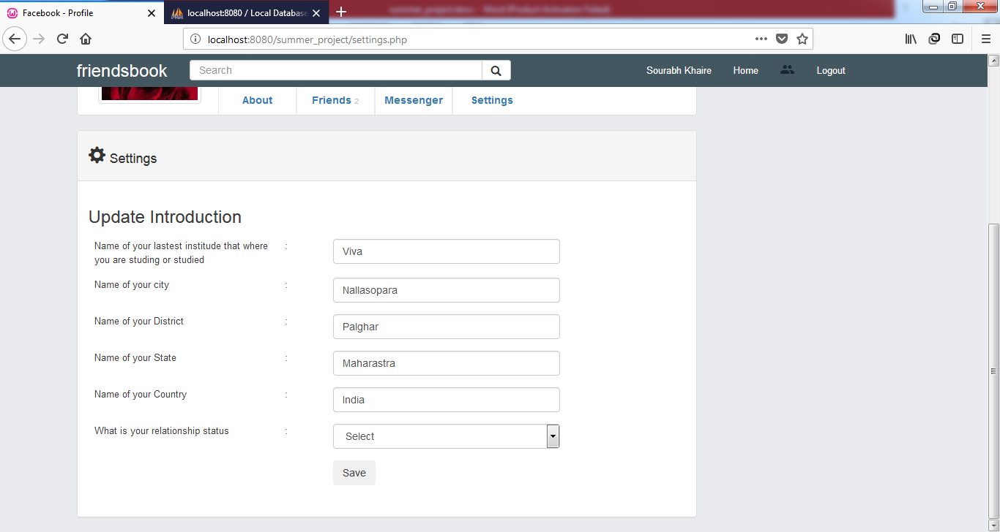 Facebook - Profile
localhost:8080 / Local Database
localhost:8080/summer_project/settings.php
friendsbook
Search
Sourabh Khaire
Home
Logout
About
Friends 2
Messenger
Settings
Settings
Update Introduction
Name of your lastest institude that where
you are studing or studied
:
Viva
Name of your city
:
Nallasopara
Name of your District
:
Palghar
Name of your State
:
Maharastra
Name of your Country
:
India
What is your relationship status
:
Select
Save